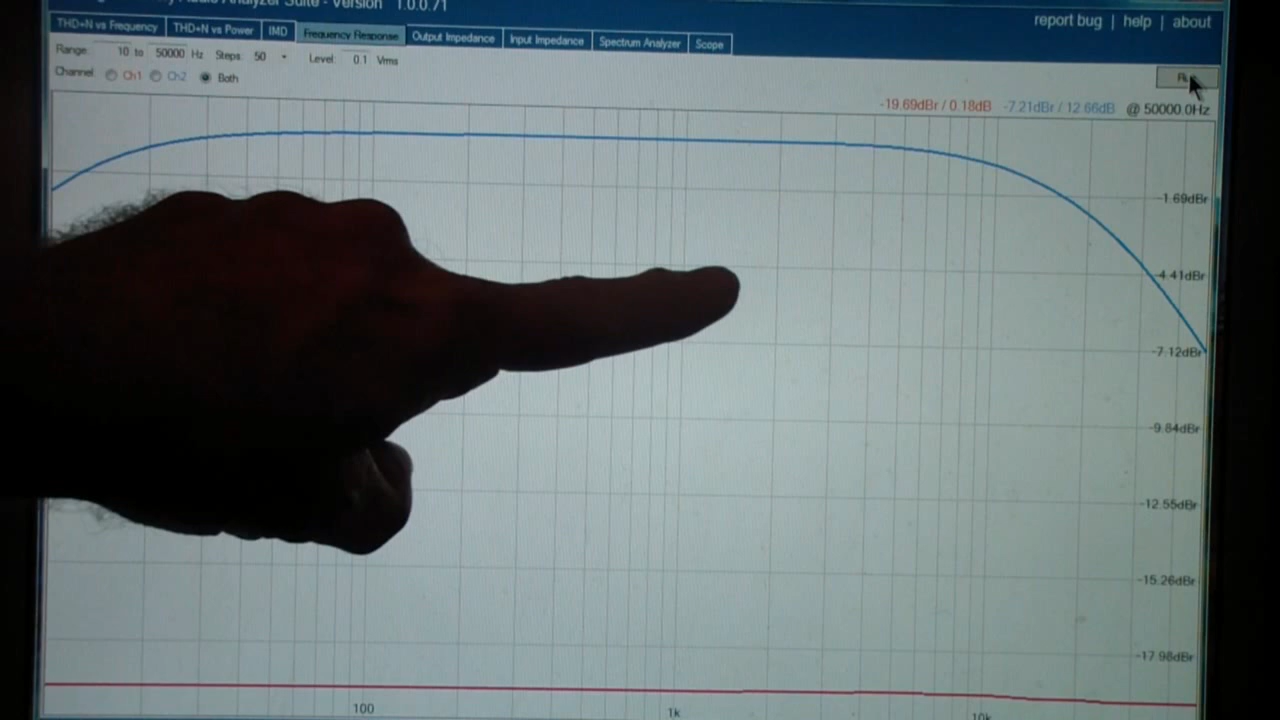 Analyzer Suite - Version 1.0.0.71
report bug | help | about
THD+N vs Frequency THD+N vs Power IMD Frequency Response Output Impedance Input Impedance Spectrum Analyzer Scope
Range: 10 to 50000 Hz Steps: 50 Level: 0.1 Vrms
Channel: Ch1 Ch2 Both
-19.69dBr / 0.18dB -7.21dBr / 12.66dB @ 50000.0Hz
-1.69dBr
-4.41dBr
-7.12dBr
-9.84dBr
-12.55dBr
-15.26dBr
-17.98dBr
100 1k 10k